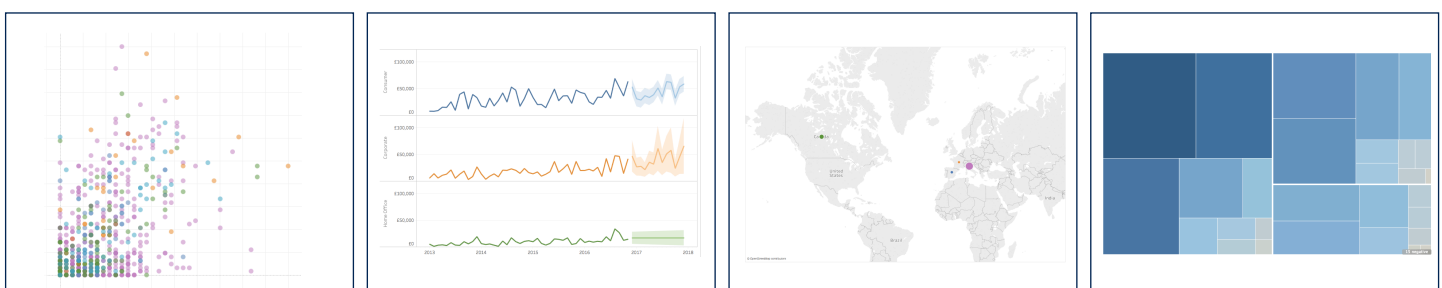 Consumer
£100,000
£50,000
£0
Corporate
£100,000
£50,000
£0
Home Office
£100,000
£50,000
£0
2013
2014
2015
2016
2017
2018
Canada
United
States
Brazil